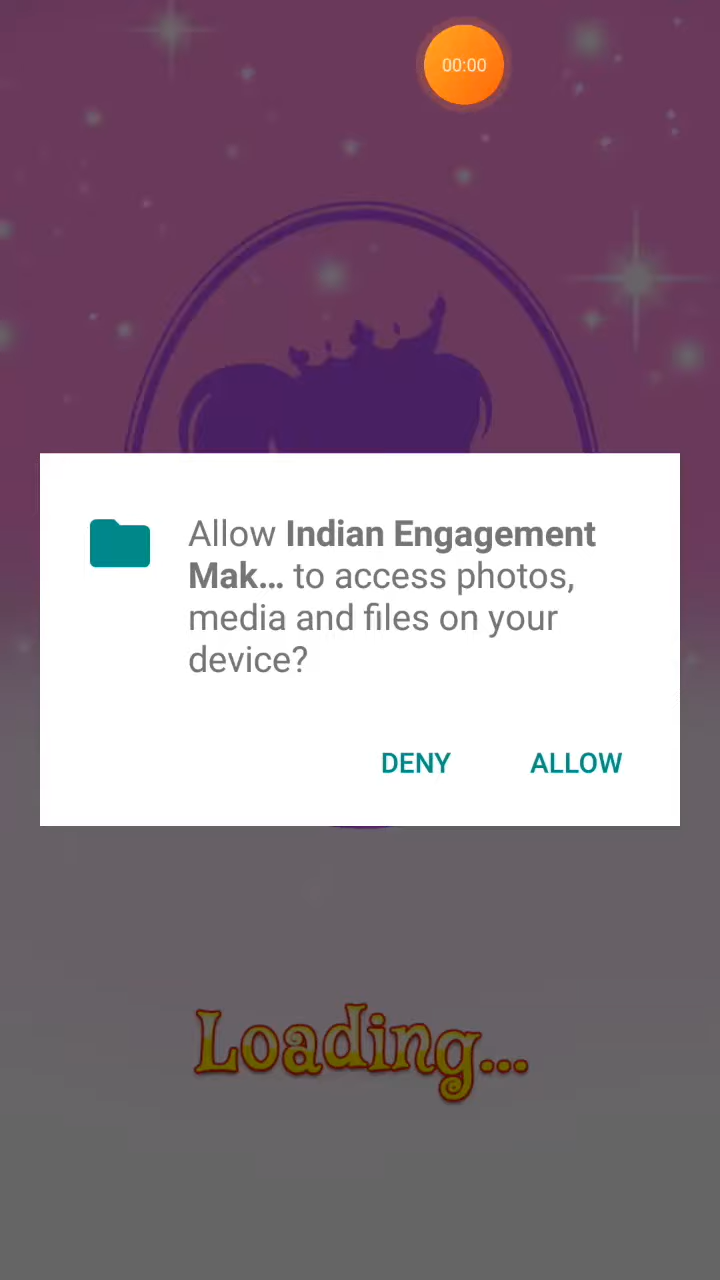 00:00
Allow Indian Engagement
Mak... to access photos,
media and files on your
device?
DENY ALLOW
Loading...